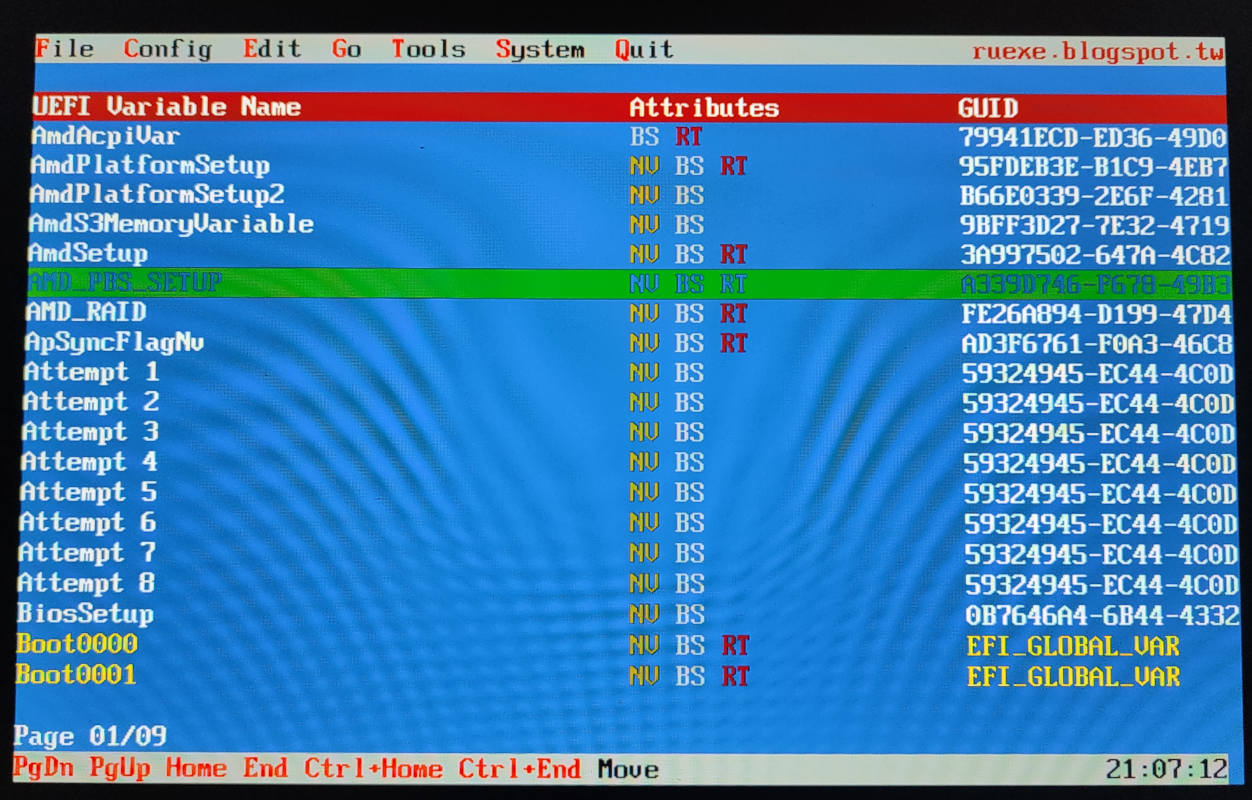 File Config Edit Go Tools System Quit ruexe.blogspot.tw
UEFI Variable Name Attributes GUID
AmdAcpiVar BS RT 79941ECD-ED36-49D0
AmdPlatformSetup NV BS RT 95FDEB3E-B1C9-4EB7
AmdPlatformSetup2 NV BS B66E0339-2E6F-4281
AmdS3MemoryVariable NV BS 9BFF3D27-7E32-4719
AmdSetup NV BS RT 3A997502-647A-4C82
AMD_PBS_SETUP NV BS RT A339D746-F678-49B3
AMD_RAID NV BS RT FE26A894-D199-47D4
ApSyncFlagNv NV BS RT AD3F6761-F0A3-46C8
Attempt 1 NV BS 59324945-EC44-4C0D
Attempt 2 NV BS 59324945-EC44-4C0D
Attempt 3 NV BS 59324945-EC44-4C0D
Attempt 4 NV BS 59324945-EC44-4C0D
Attempt 5 NV BS 59324945-EC44-4C0D
Attempt 6 NV BS 59324945-EC44-4C0D
Attempt 7 NV BS 59324945-EC44-4C0D
Attempt 8 NV BS 59324945-EC44-4C0D
BiosSetup NV BS 0B7646A4-6B44-4332
Boot0000 NV BS RT EFI_GLOBAL_VAR
Boot0001 NV BS RT EFI_GLOBAL_VAR
Page 01/09
PgDn PgUp Home End Ctrl+Home Ctrl+End Move 21:07:12